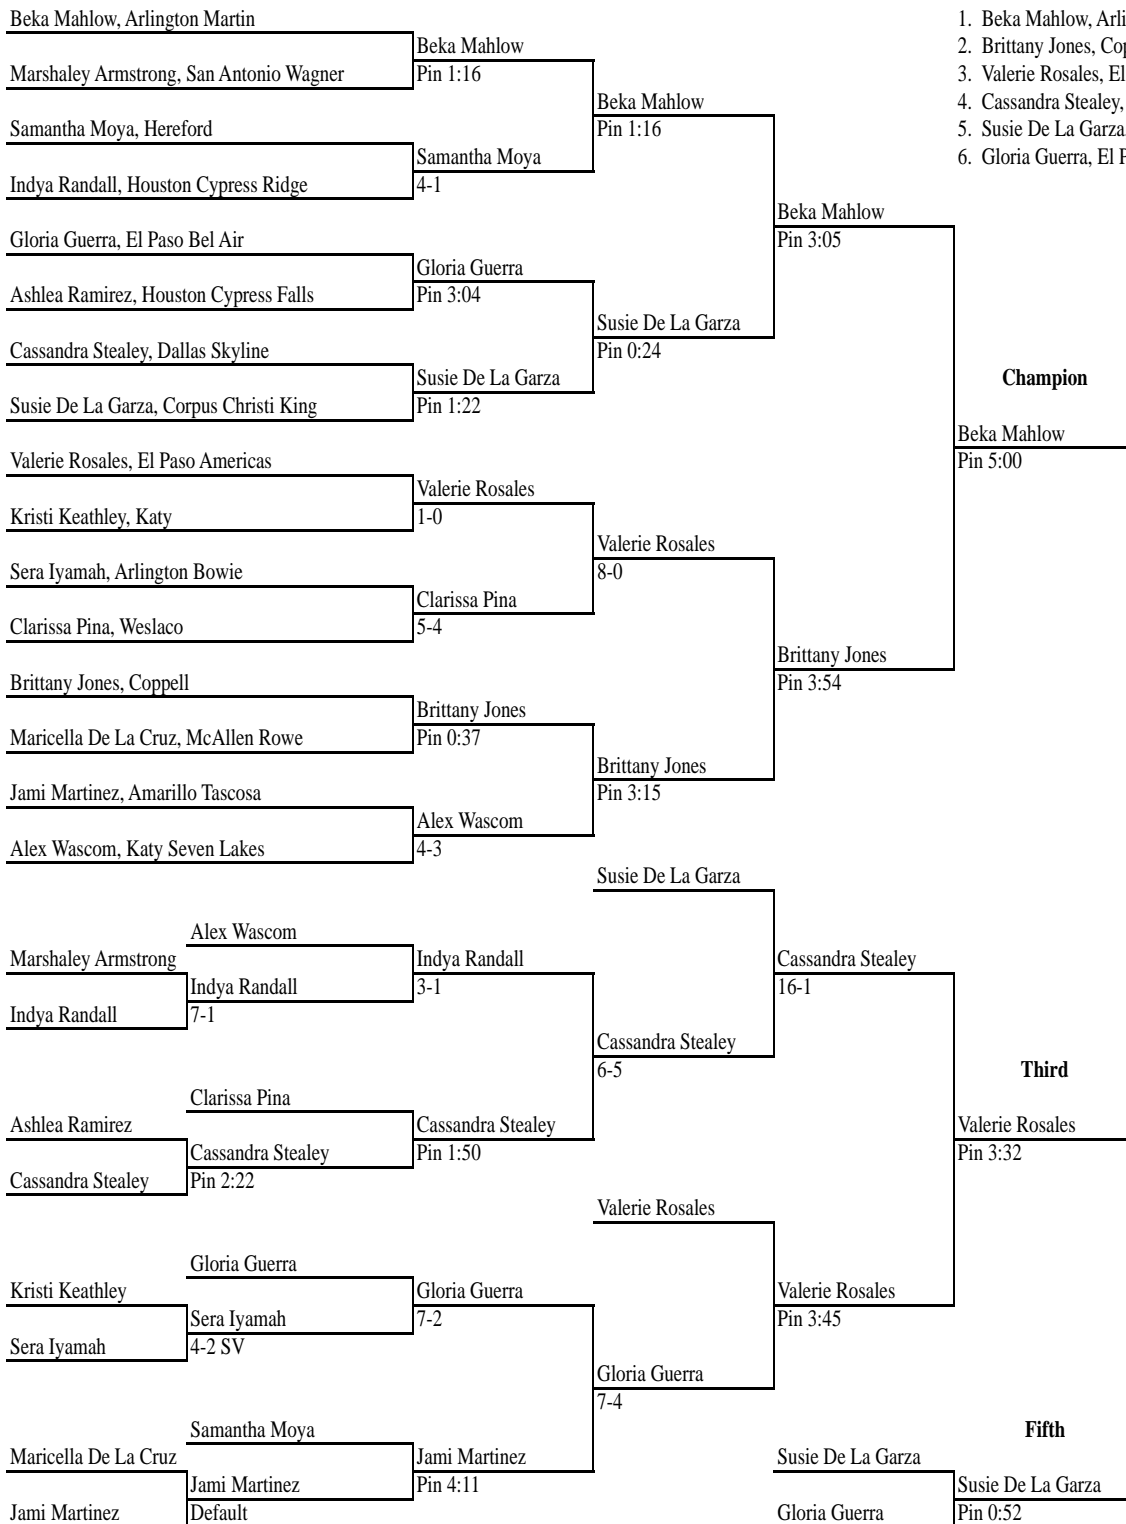 Beka Mahlow, Arlington Martin
Marshaley Armstrong, San Antonio Wagner
Samantha Moya, Hereford
Indya Randall, Houston Cypress Ridge
Gloria Guerra, El Paso Bel Air
Ashlea Ramirez, Houston Cypress Falls
Cassandra Stealey, Dallas Skyline
Susie De La Garza, Corpus Christi King
Valerie Rosales, El Paso Americas
Kristi Keathley, Katy
Sera Iyamah, Arlington Bowie
Clarissa Pina, Weslaco
Brittany Jones, Coppell
Maricella De La Cruz, McAllen Rowe
Jami Martinez, Amarillo Tascosa
Alex Wascom, Katy Seven Lakes
Beka Mahlow
Pin 1:16
Samantha Moya
4-1
Gloria Guerra
Pin 3:04
Susie De La Garza
Pin 1:22
Valerie Rosales
1-0
Clarissa Pina
5-4
Brittany Jones
Pin 0:37
Alex Wascom
4-3
Beka Mahlow
Pin 1:16
Susie De La Garza
Pin 0:24
Valerie Rosales
8-0
Brittany Jones
Pin 3:15
Beka Mahlow
Pin 3:05
Brittany Jones
Pin 3:54
Champion
Beka Mahlow
Pin 5:00
1. Beka Mahlow, Arli
2. Brittany Jones, Cop
3. Valerie Rosales, El
4. Cassandra Stealey,
5. Susie De La Garza
6. Gloria Guerra, El P
Marshaley Armstrong
Indya Randall
Ashlea Ramirez
Cassandra Stealey
Kristi Keathley
Sera Iyamah
Maricella De La Cruz
Jami Martinez
Alex Wascom
Indya Randall
7-1
Clarissa Pina
Cassandra Stealey
Pin 2:22
Gloria Guerra
Sera Iyamah
4-2 SV
Samantha Moya
Jami Martinez
Default
Indya Randall
3-1
Cassandra Stealey
Pin 1:50
Gloria Guerra
7-2
Jami Martinez
Pin 4:11
Susie De La Garza
Cassandra Stealey
6-5
Valerie Rosales
Gloria Guerra
7-4
Cassandra Stealey
16-1
Valerie Rosales
Pin 3:45
Third
Valerie Rosales
Pin 3:32
Fifth
Susie De La Garza
Gloria Guerra
Susie De La Garza
Pin 0:52